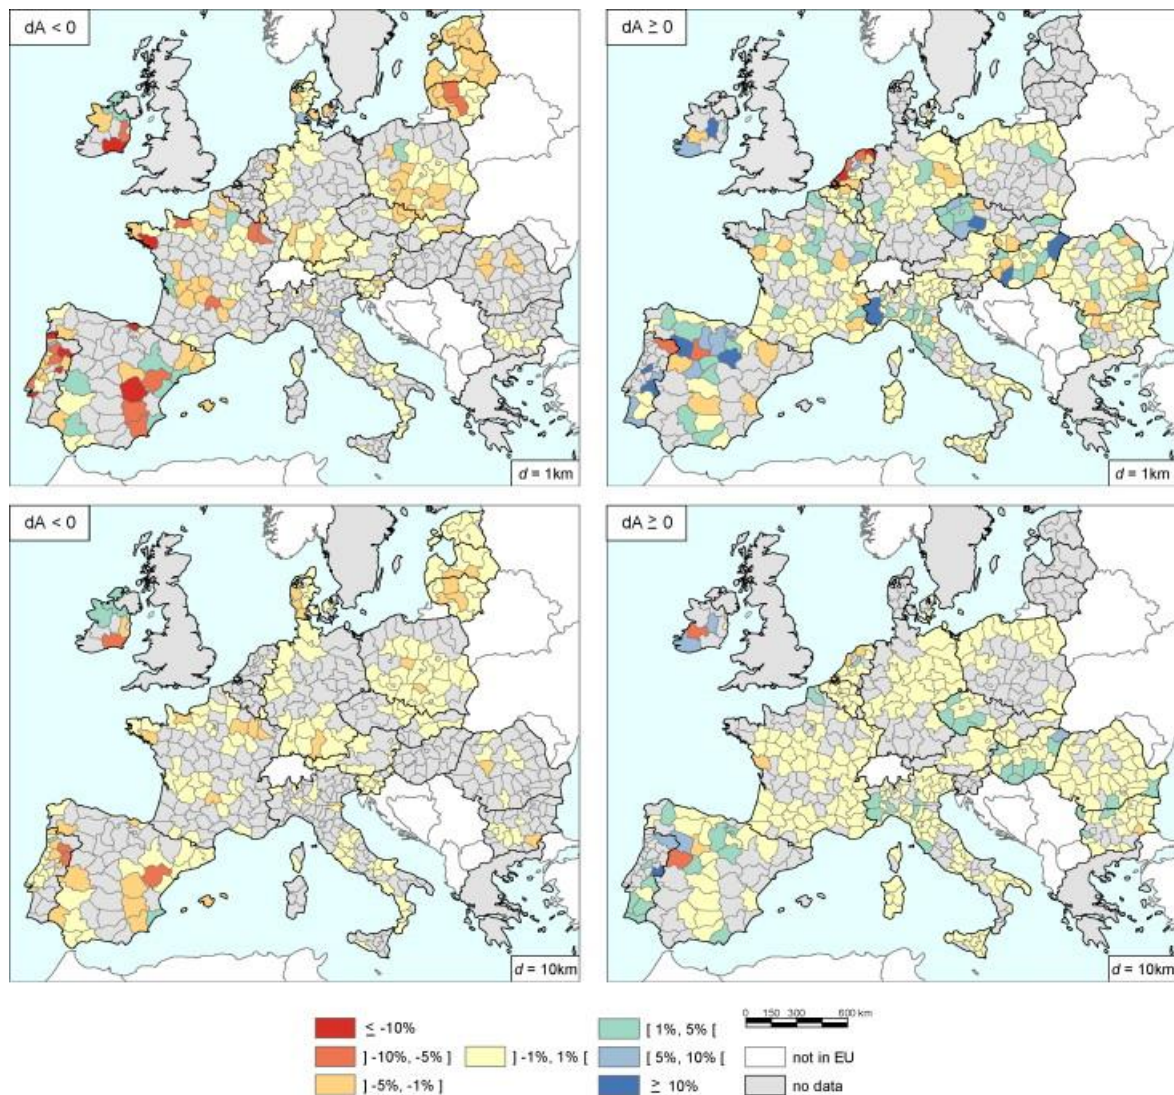 dA < 0
dA ≥ 0
d = 1km
d = 1km
dA < 0
dA ≥ 0
d = 10km
d = 10km
≤ -10%
] -10%, -5% ]
] -5%, -1% ]
] -1%, 1% [
[ 1%, 5% [
[ 5%, 10% [
≥ 10%
0 150 300 600 km
not in EU
no data